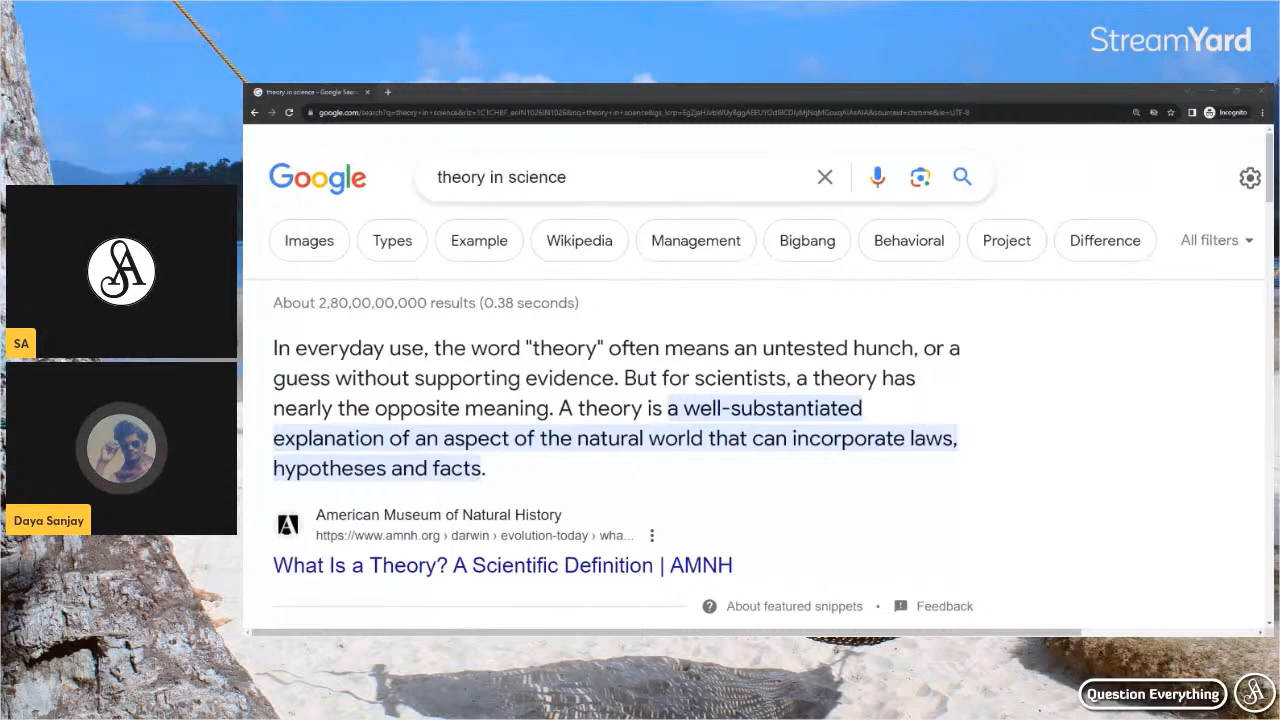 StreamYard
theory in science - Google Sea
Incognito
Google
theory in science
Images
Types
Example
Wikipedia
Management
Bigbang
Behavioral
Project
Difference
All filters
About 2,80,00,00,000 results (0.38 seconds)
In everyday use, the word "theory" often means an untested hunch, or a
guess without supporting evidence. But for scientists, a theory has
nearly the opposite meaning. A theory is a well-substantiated
explanation of an aspect of the natural world that can incorporate laws,
hypotheses and facts.
American Museum of Natural History
https://www.amnh.org › darwin › evolution-today › wha...
What Is a Theory? A Scientific Definition | AMNH
About featured snippets
Feedback
SA
SA
Daya Sanjay
Question Everything
SA